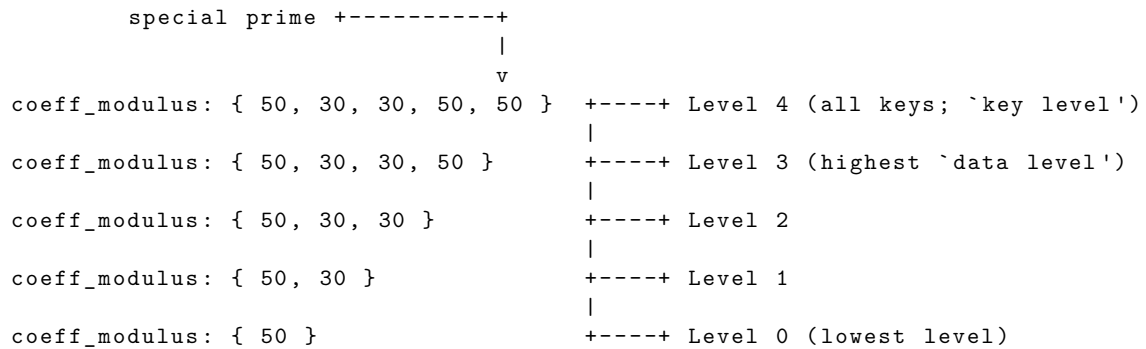 special prime +----------+
|
v
coeff_modulus: { 50, 30, 30, 50, 50 } +----+ Level 4 (all keys; `key level')
|
coeff_modulus: { 50, 30, 30, 50 } +----+ Level 3 (highest `data level')
|
coeff_modulus: { 50, 30, 30 } +----+ Level 2
|
coeff_modulus: { 50, 30 } +----+ Level 1
|
coeff_modulus: { 50 } +----+ Level 0 (lowest level)